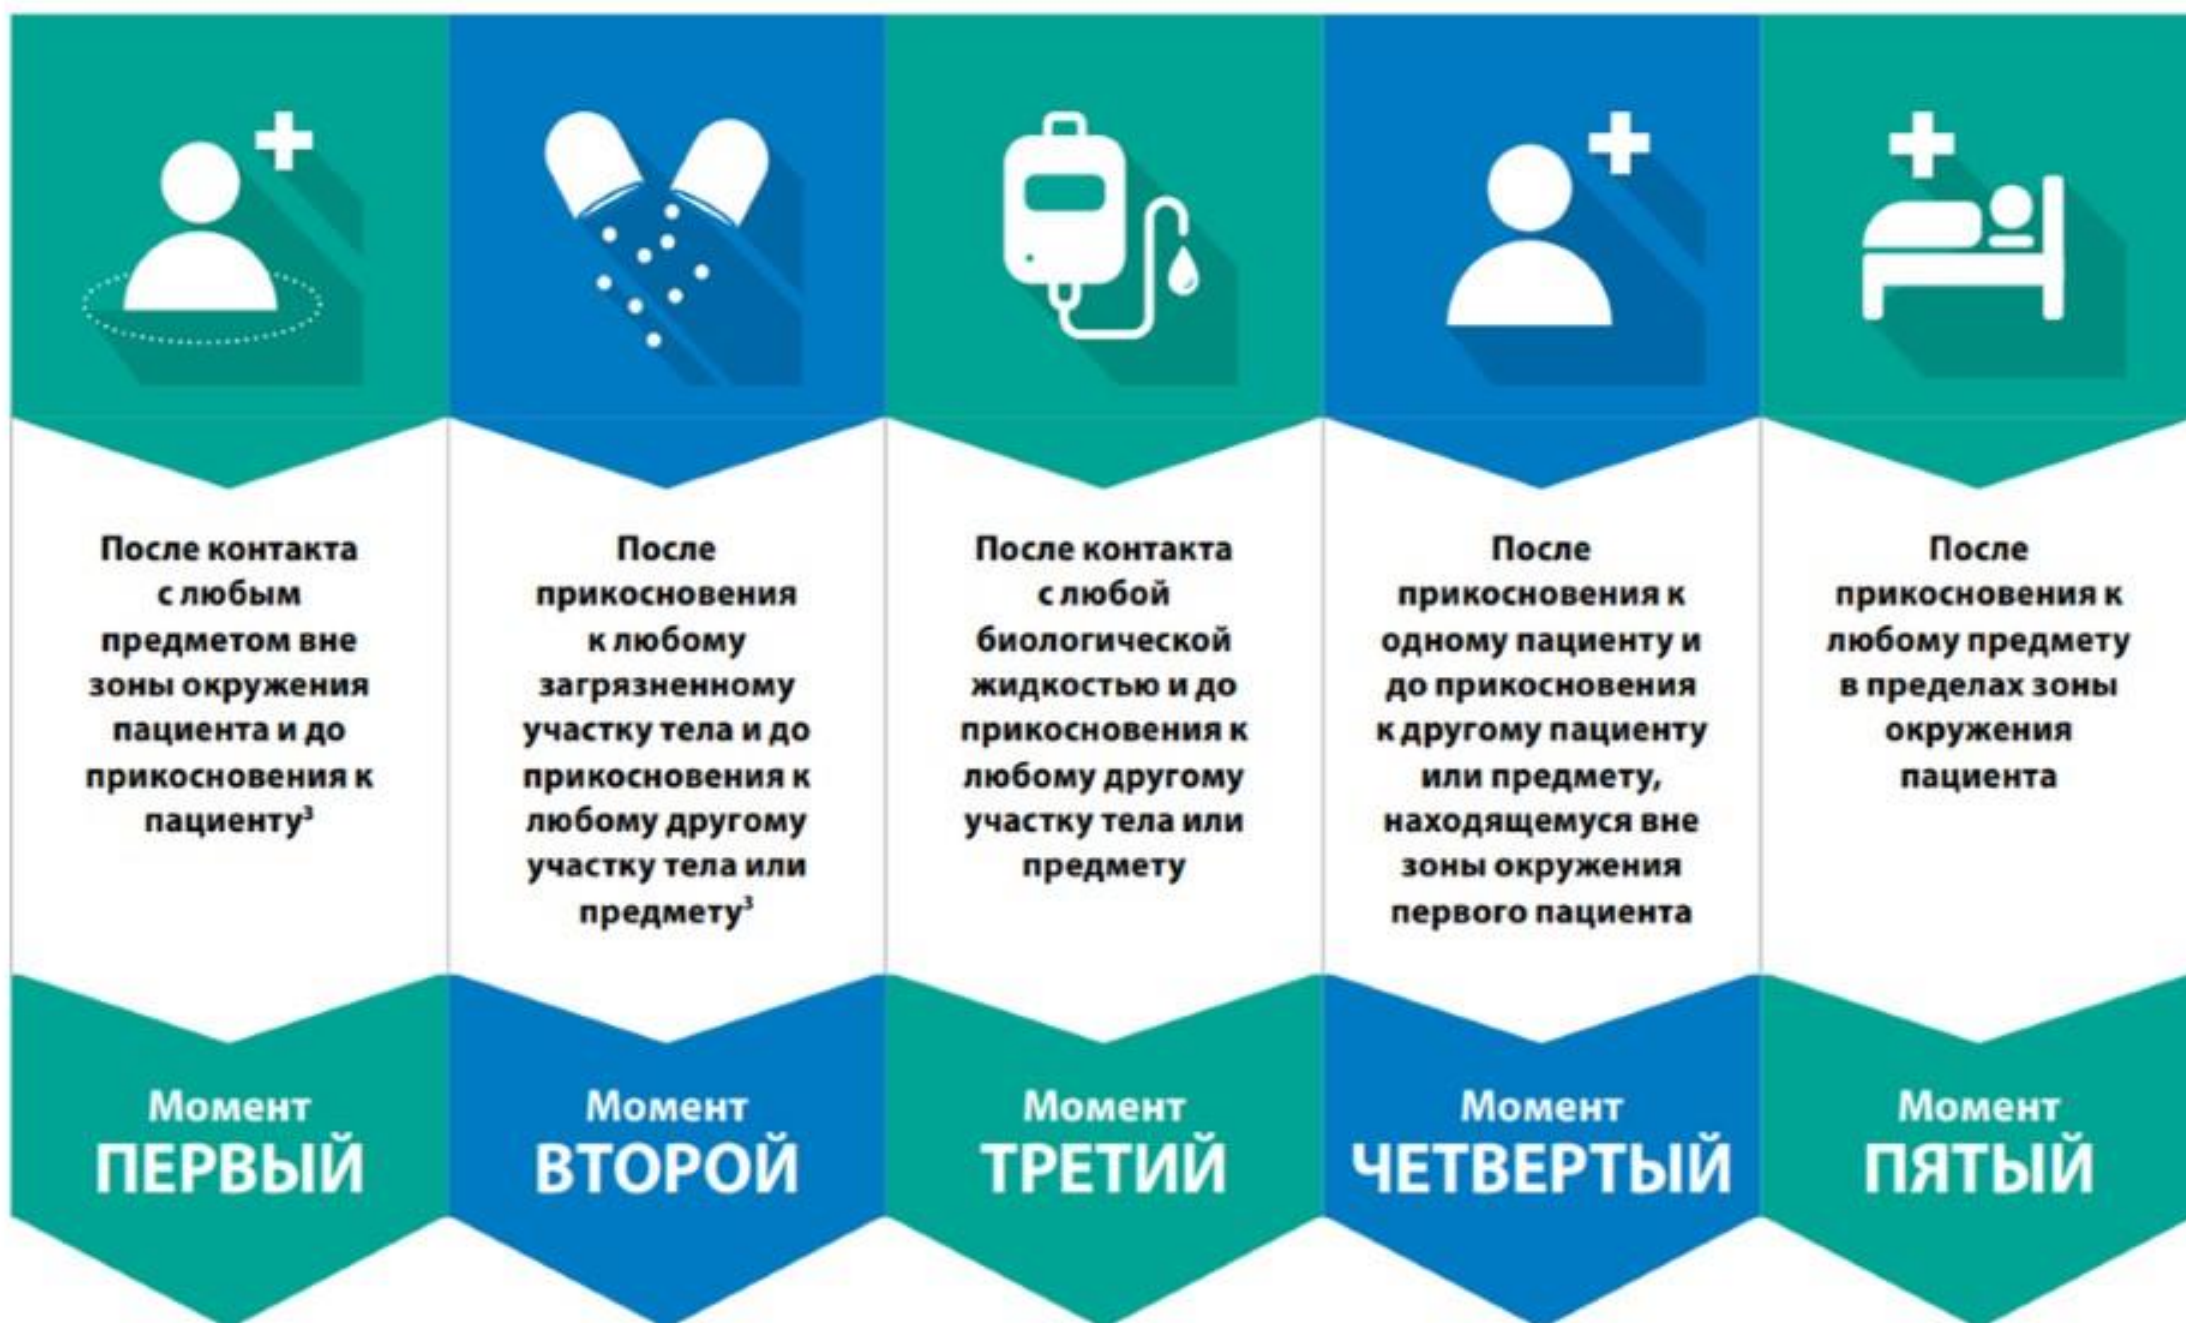 После контакта
с любым
предметом вне
зоны окружения
пациента и до
прикосновения к
пациенту³
После
прикосновения
к любому
загрязненному
участку тела и до
прикосновения к
любому другому
участку тела или
предмету³
После контакта
с любой
биологической
жидкостью и до
прикосновения к
любому другому
участку тела или
предмету
После
прикосновения к
одному пациенту и
до прикосновения
к другому пациенту
или предмету,
находящемуся вне
зоны окружения
первого пациента
После
прикосновения к
любому предмету
в пределах зоны
окружения
пациента
Момент
ПЕРВЫЙ
Момент
ВТОРОЙ
Момент
ТРЕТИЙ
Момент
ЧЕТВЕРТЫЙ
Момент
ПЯТЫЙ